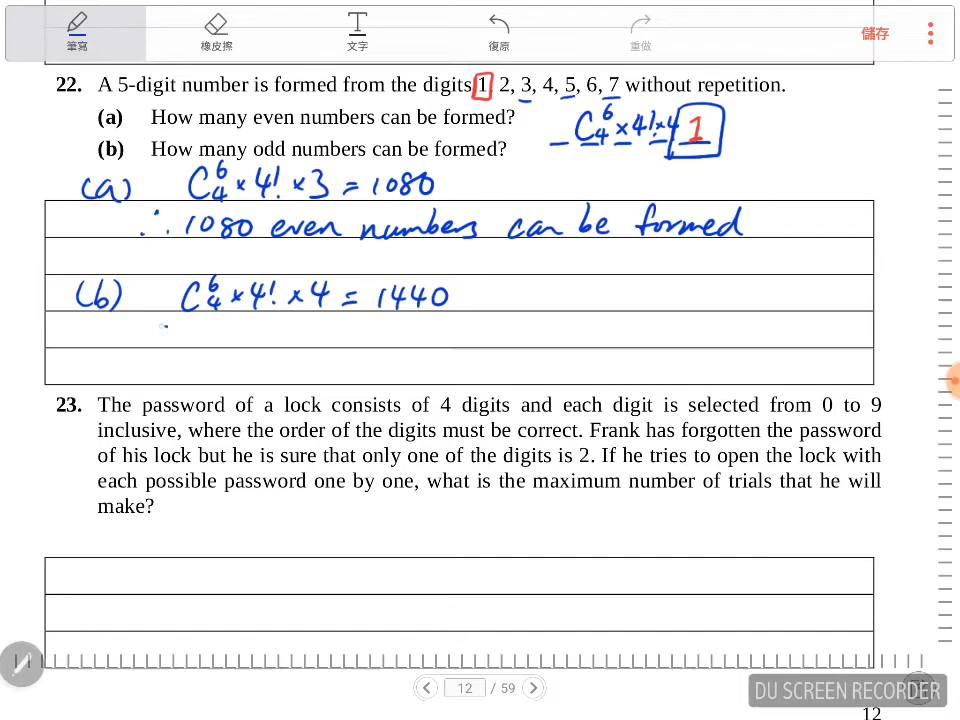 筆寫 橡皮擦 文字 復原 重做 儲存
22. A 5-digit number is formed from the digits 1, 2, 3, 4, 5, 6, 7 without repetition.
(a) How many even numbers can be formed?
C⁶₄ × 4! × 4
1
(b) How many odd numbers can be formed?
(a) C⁶₄ × 4! × 3 = 1080
∴ 1080 even numbers can be formed
(b) C⁶₄ × 4! × 4 = 1440
23. The password of a lock consists of 4 digits and each digit is selected from 0 to 9
inclusive, where the order of the digits must be correct. Frank has forgotten the password
of his lock but he is sure that only one of the digits is 2. If he tries to open the lock with
each possible password one by one, what is the maximum number of trials that he will
make?
12 / 59
DU SCREEN RECORDER
12